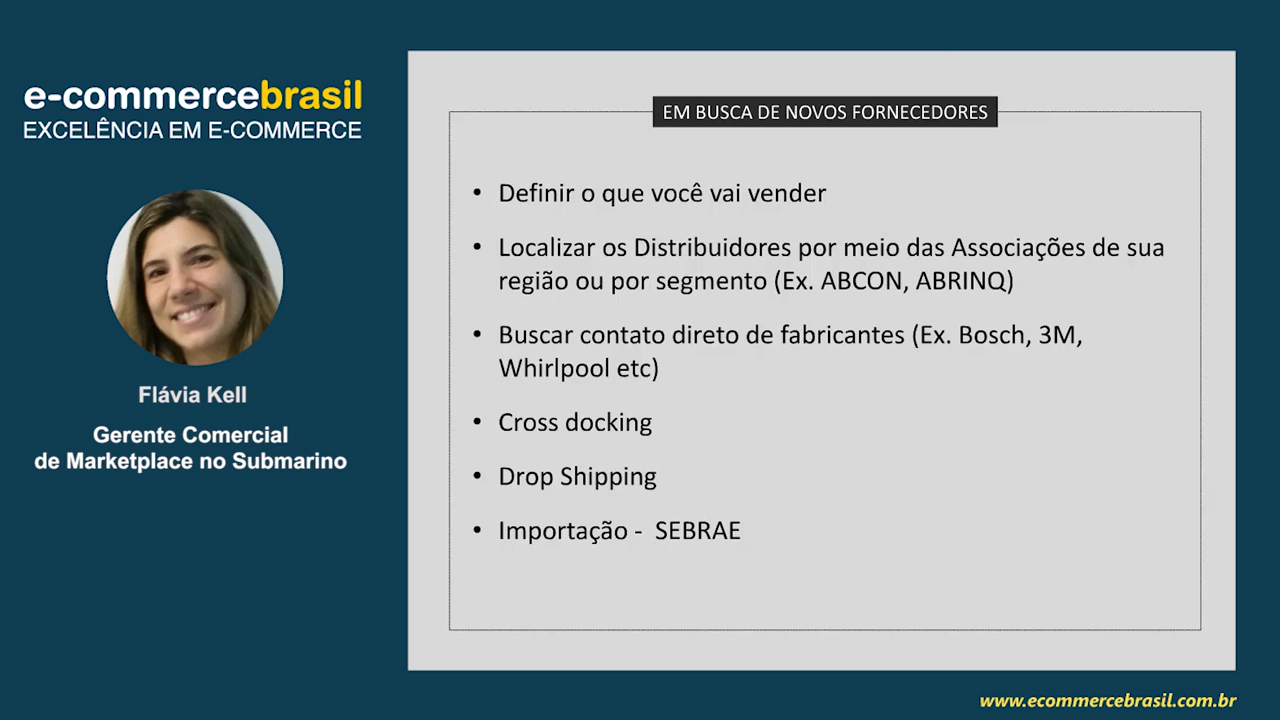 e-commercebrasil
EXCELÊNCIA EM E-COMMERCE
Flávia Kell
Gerente Comercial
de Marketplace no Submarino
EM BUSCA DE NOVOS FORNECEDORES
• Definir o que você vai vender
• Localizar os Distribuidores por meio das Associações de sua
região ou por segmento (Ex. ABCON, ABRINQ)
• Buscar contato direto de fabricantes (Ex. Bosch, 3M,
Whirlpool etc)
• Cross docking
• Drop Shipping
• Importação - SEBRAE
www.ecommercebrasil.com.br